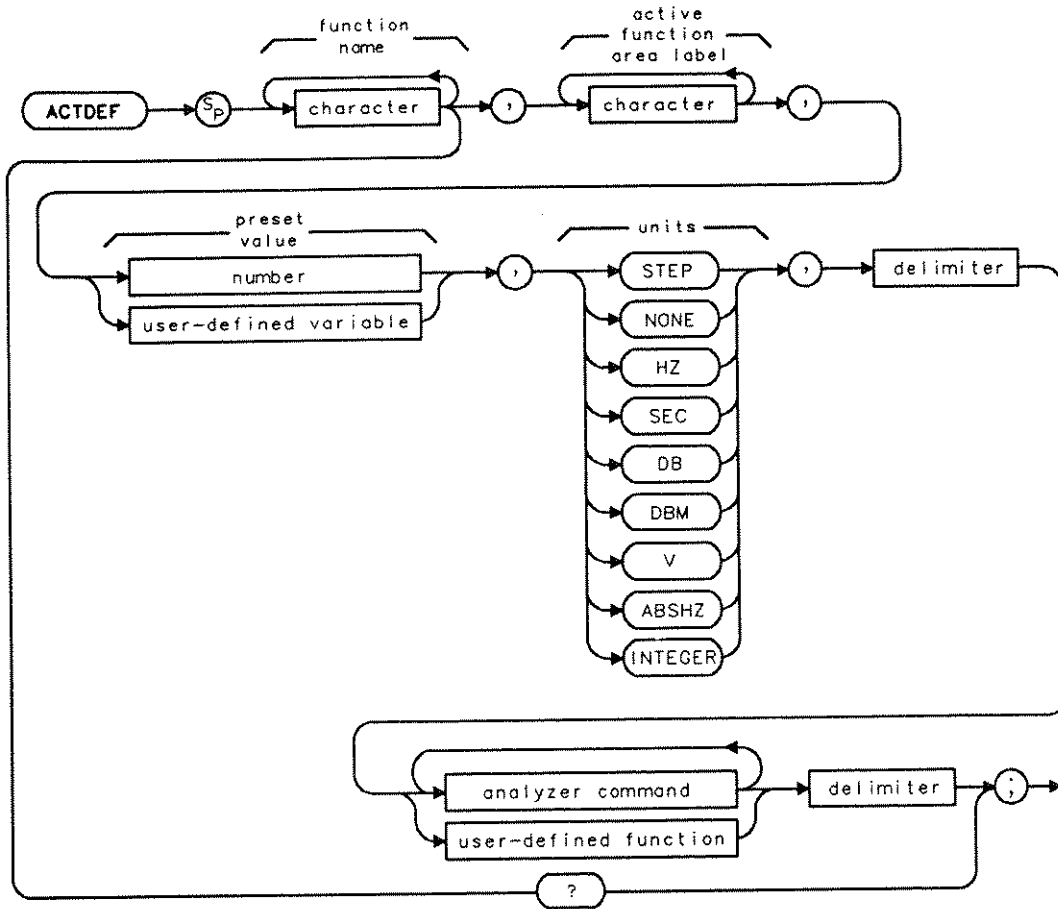 function
name
active
function
area label
ACTDEF
SP
character
,
character
,
preset
value
units
number
user-defined variable
,
STEP
NONE
HZ
SEC
DB
DBM
V
ABSHZ
INTEGER
,
delimiter
analyzer command
user-defined function
delimiter
;
?